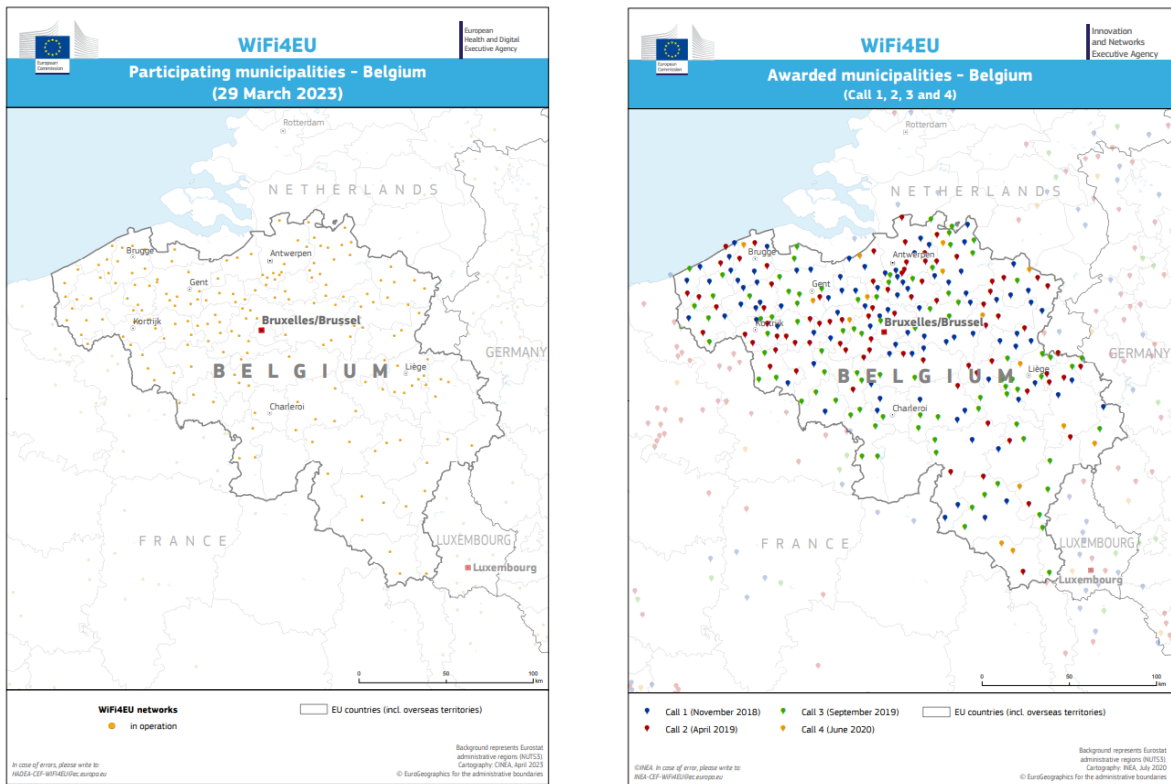 European
Commission
WiFi4EU
European
Health and Digital
Executive Agency
Participating municipalities - Belgium
(29 March 2023)
Rotterdam
NETHERLANDS
Brugge
Antwerpen
Gent
Kortrijk
Bruxelles/Brussel
GERMANY
BELGIUM
Liège
Charleroi
FRANCE
LUXEMBOURG
Luxembourg
0 50 100
km
WiFi4EU networks
in operation
EU countries (incl. overseas territories)
In case of errors, please write to:
HADEA-CEF-WIFI4EU@ec.europa.eu
Background represents Eurostat
administrative regions (NUTS3)
Cartography: CINEA, April 2023
© EuroGeographics for the administrative boundaries
European
Commission
WiFi4EU
Innovation
and Networks
Executive Agency
Awarded municipalities - Belgium
(Call 1, 2, 3 and 4)
Rotterdam
NETHERLANDS
Brugge
Antwerpen
Gent
Kortrijk
Bruxelles/Brussel
GERMANY
BELGIUM
Liège
Charleroi
FRANCE
LUXEMBOURG
Luxembourg
0 50 100
km
Call 1 (November 2018)
Call 3 (September 2019)
EU countries (incl. overseas territories)
Call 2 (April 2019)
Call 4 (June 2020)
©INEA. In case of error, please write to:
INEA-CEF-WIFI4EU@ec.europa.eu
Background represents Eurostat
administrative regions (NUTS3)
Cartography: INEA, July 2020
© EuroGeographics for the administrative boundaries